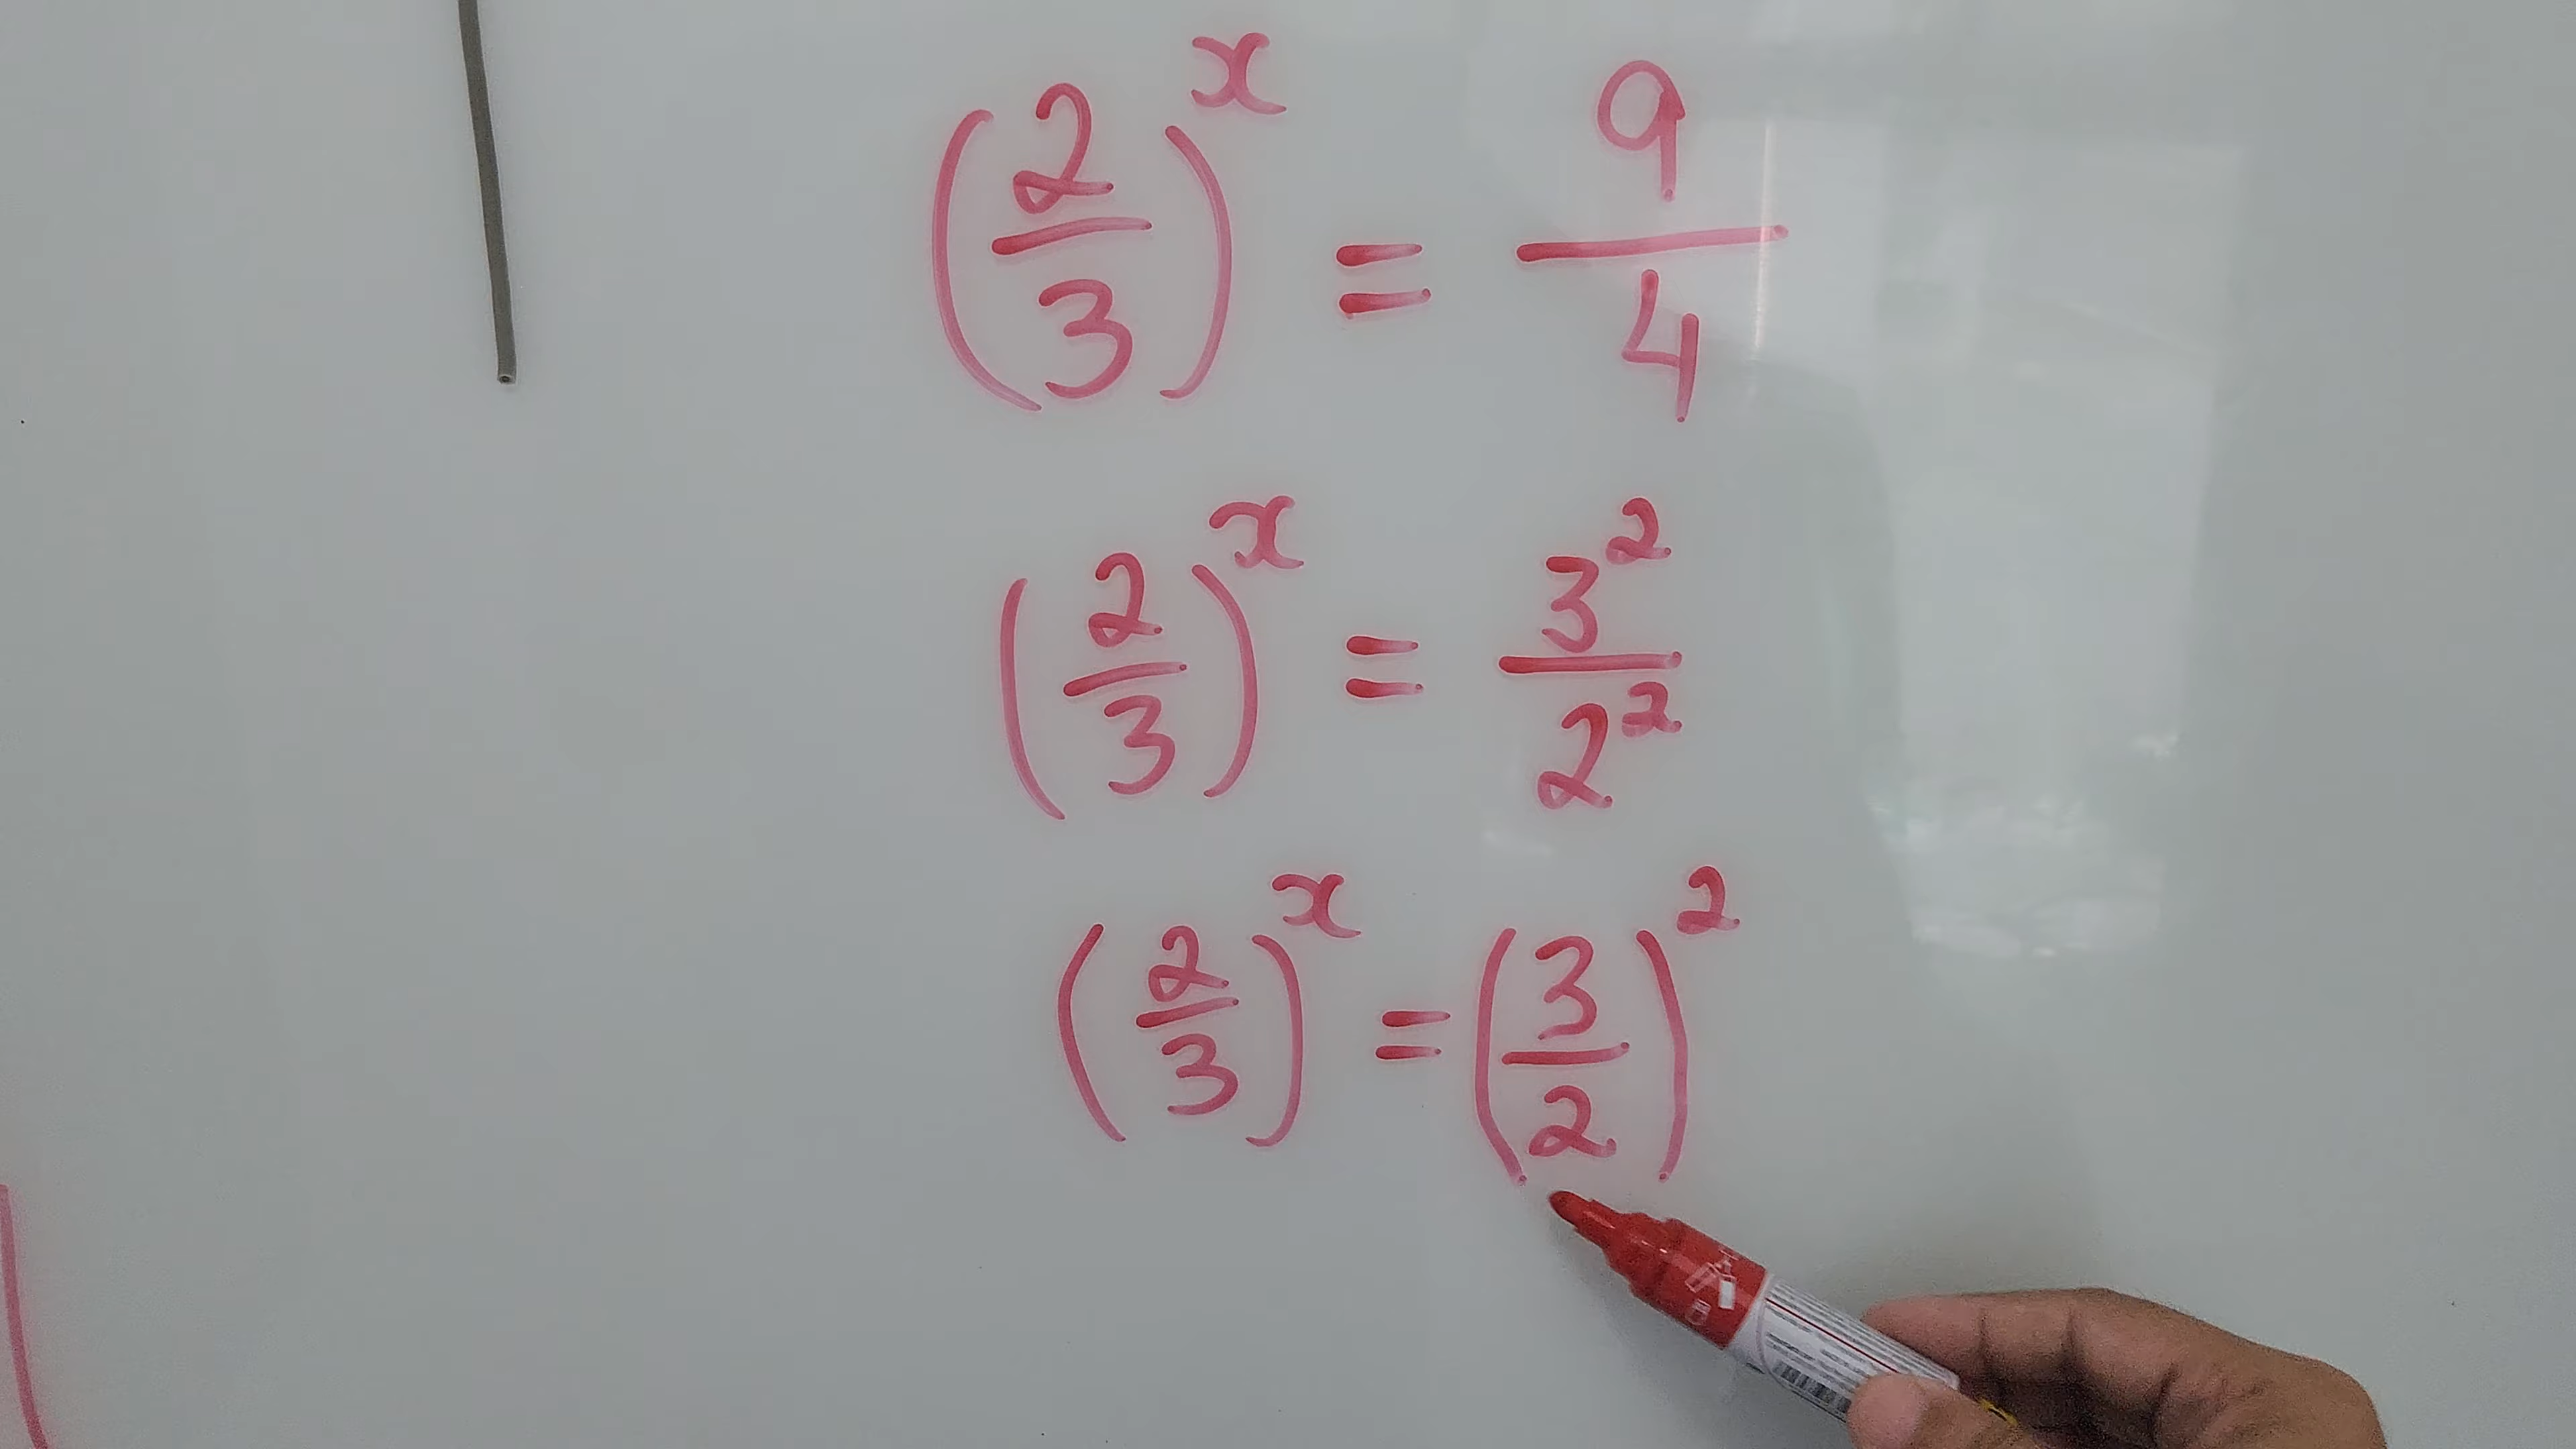 (2/3)^x = 9/4
(2/3)^x = 3^2/2^2
(2/3)^x = (3/2)^2